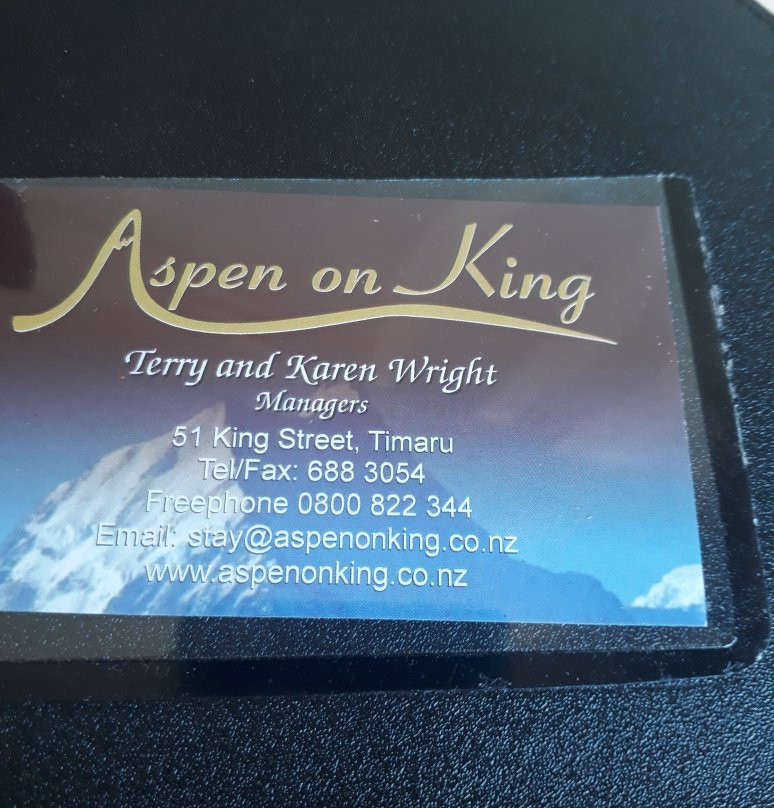 Aspen on King
Terry and Karen Wright
Managers
51 King Street, Timaru
Tel/Fax: 688 3054
Freephone 0800 822 344
Email: stay@aspenonking.co.nz
www.aspenonking.co.nz